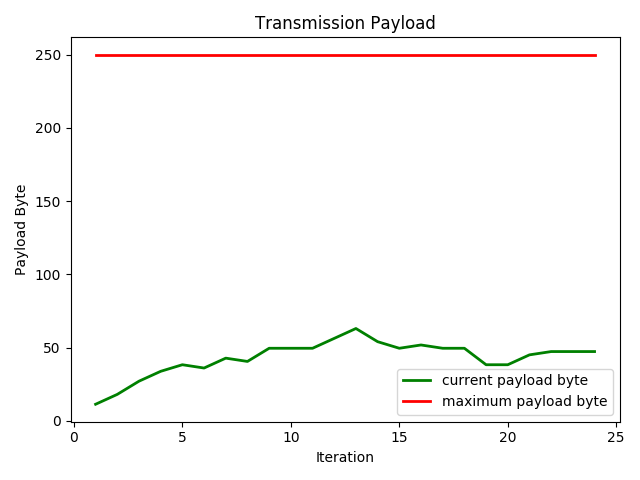 Transmission Payload
Payload Byte
250
200
150
100
50
0
current payload byte
maximum payload byte
0 5 10 15 20 25
Iteration